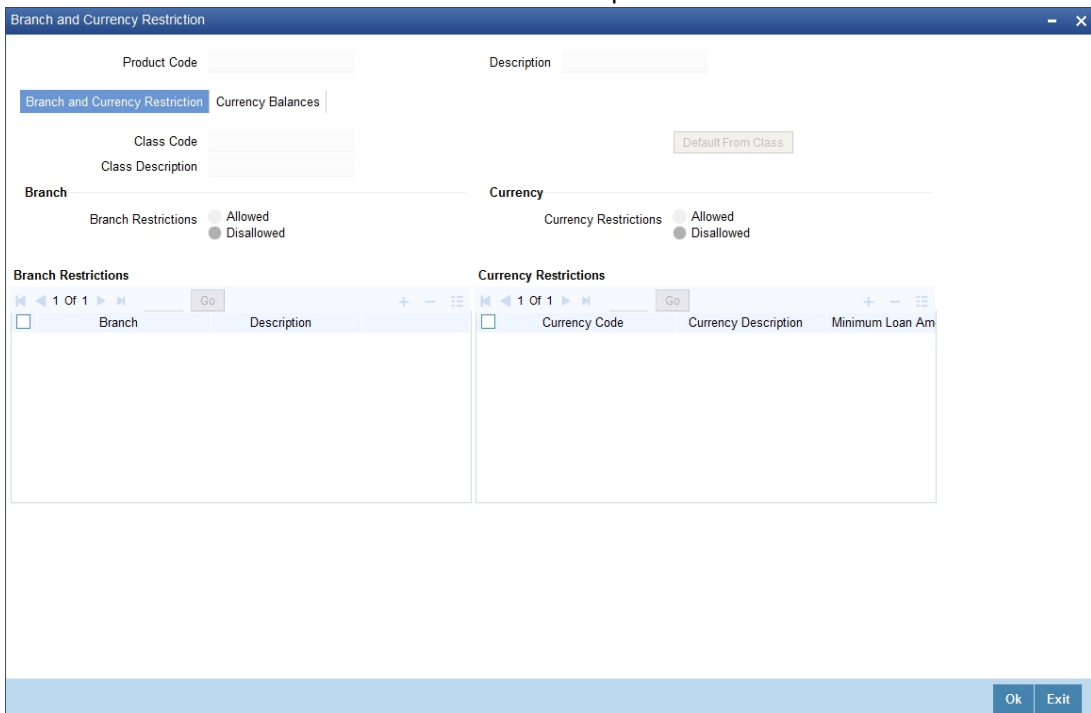 Branch and Currency Restriction
Product Code Description
Branch and Currency Restriction Currency Balances
Class Code Default From Class
Class Description
Branch Currency
Branch Restrictions Allowed Currency Restrictions Allowed
Disallowed Disallowed
Branch Restrictions Currency Restrictions
1 Of 1 Go 1 Of 1 Go
Branch Description Currency Code Currency Description Minimum Loan Am
Ok Exit